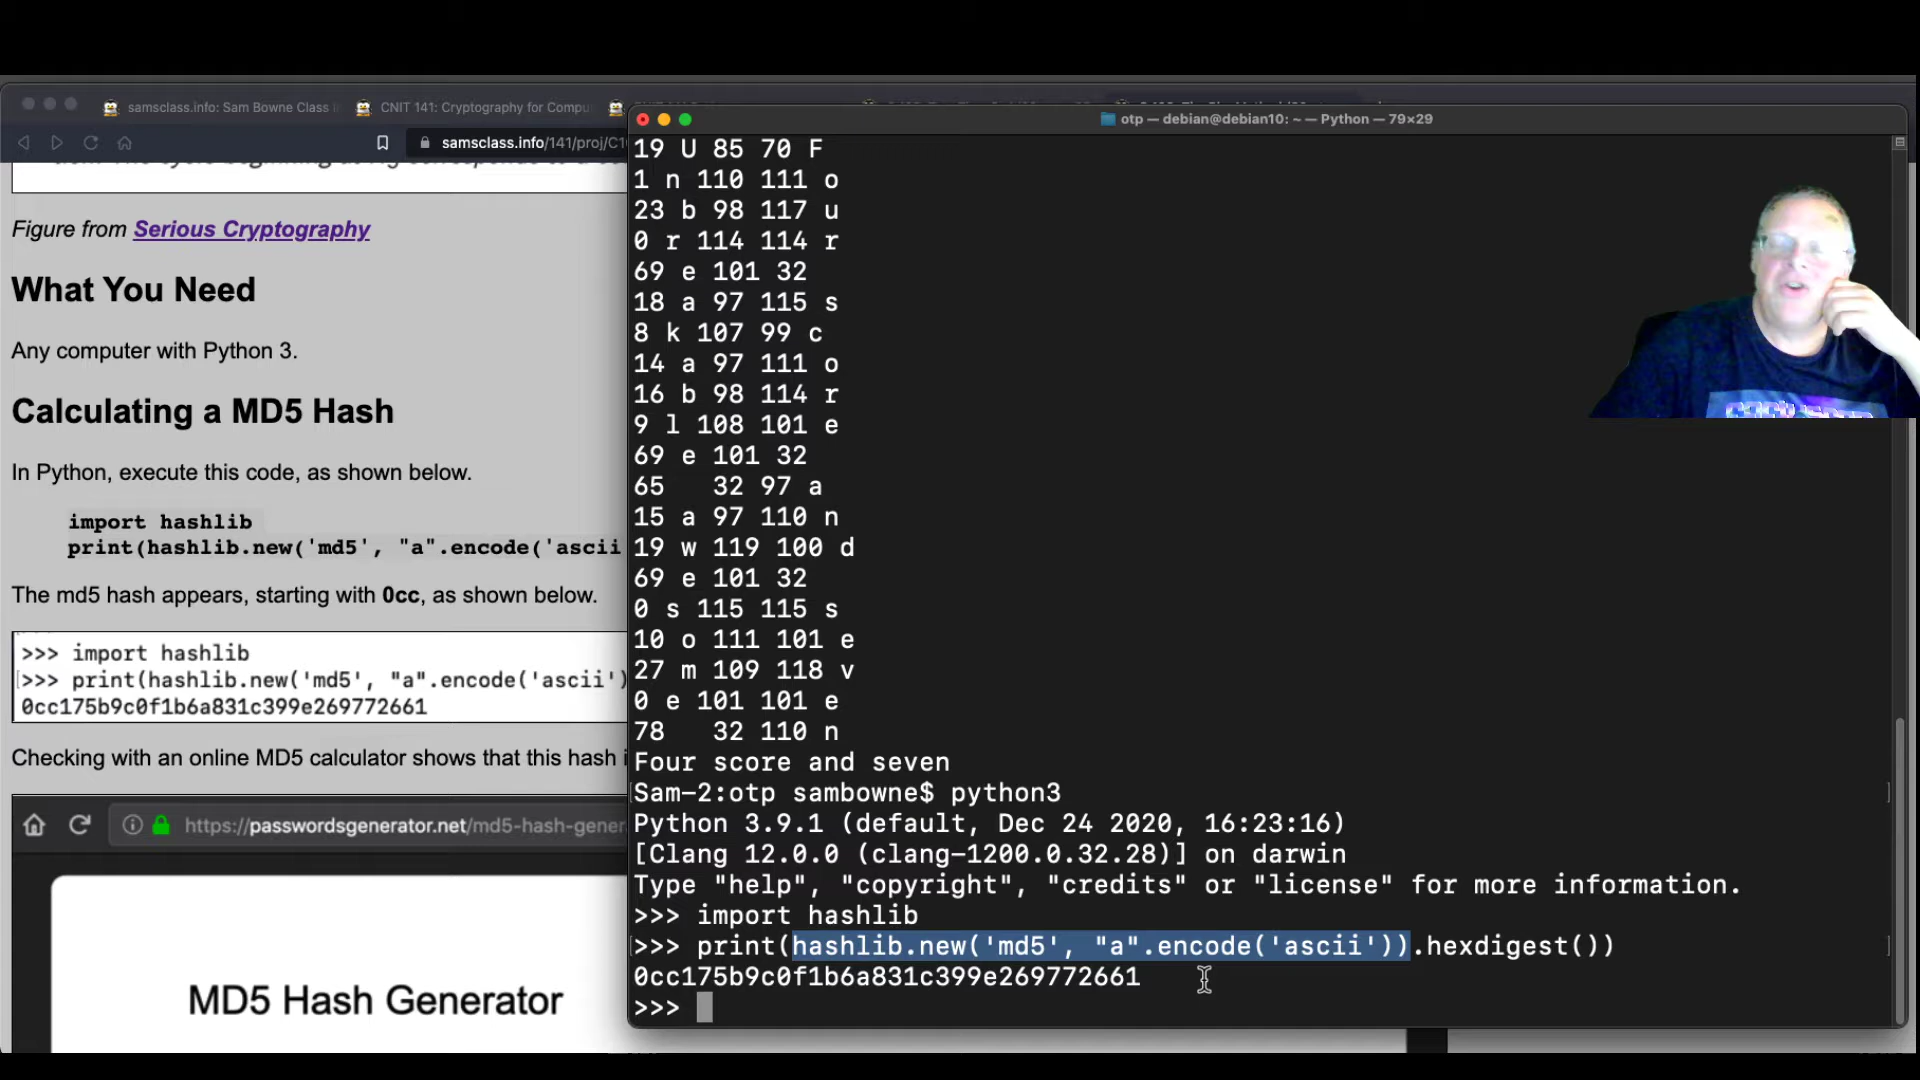 samsclass.info: Sam Bowne Class
CNIT 141: Cryptography for Compu
samsclass.info/141/proj/C1
Figure from Serious Cryptography
What You Need
Any computer with Python 3.
Calculating a MD5 Hash
In Python, execute this code, as shown below.
import hashlib
print(hashlib.new('md5', "a".encode('ascii
The md5 hash appears, starting with 0cc, as shown below.
>>> import hashlib
>>> print(hashlib.new('md5', "a".encode('ascii')
0cc175b9c0f1b6a831c399e269772661
Checking with an online MD5 calculator shows that this hash i
https://passwordsgenerator.net/md5-hash-gener
MD5 Hash Generator
otp — debian@debian10: ~ — Python — 79×29
19 U 85 70 F
1 n 110 111 o
23 b 98 117 u
0 r 114 114 r
69 e 101 32
18 a 97 115 s
8 k 107 99 c
14 a 97 111 o
16 b 98 114 r
9 l 108 101 e
69 e 101 32
65   32 97 a
15 a 97 110 n
19 w 119 100 d
69 e 101 32
0 s 115 115 s
10 o 111 101 e
27 m 109 118 v
0 e 101 101 e
78   32 110 n
Four score and seven
Sam-2:otp sambowne$ python3
Python 3.9.1 (default, Dec 24 2020, 16:23:16)
[Clang 12.0.0 (clang-1200.0.32.28)] on darwin
Type "help", "copyright", "credits" or "license" for more information.
>>> import hashlib
>>> print(hashlib.new('md5', "a".encode('ascii')).hexdigest())
0cc175b9c0f1b6a831c399e269772661
>>>